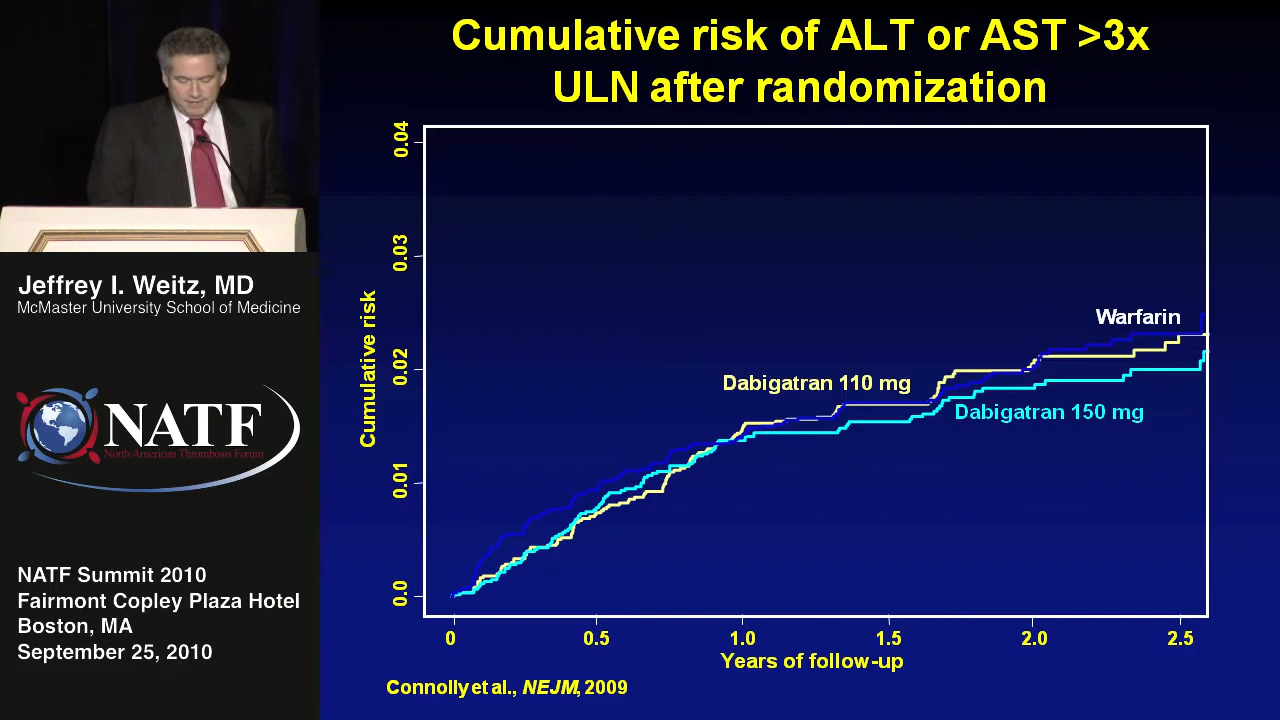 Cumulative risk of ALT or AST >3x
ULN after randomization
Jeffrey I. Weitz, MD
McMaster University School of Medicine
NATF
North American Thrombosis Forum
NATF Summit 2010
Fairmont Copley Plaza Hotel
Boston, MA
September 25, 2010
Cumulative risk
0.04
0.03
0.02
0.01
0.0
Warfarin
Dabigatran 110 mg
Dabigatran 150 mg
0 0.5 1.0 1.5 2.0 2.5
Years of follow-up
Connolly et al., NEJM, 2009